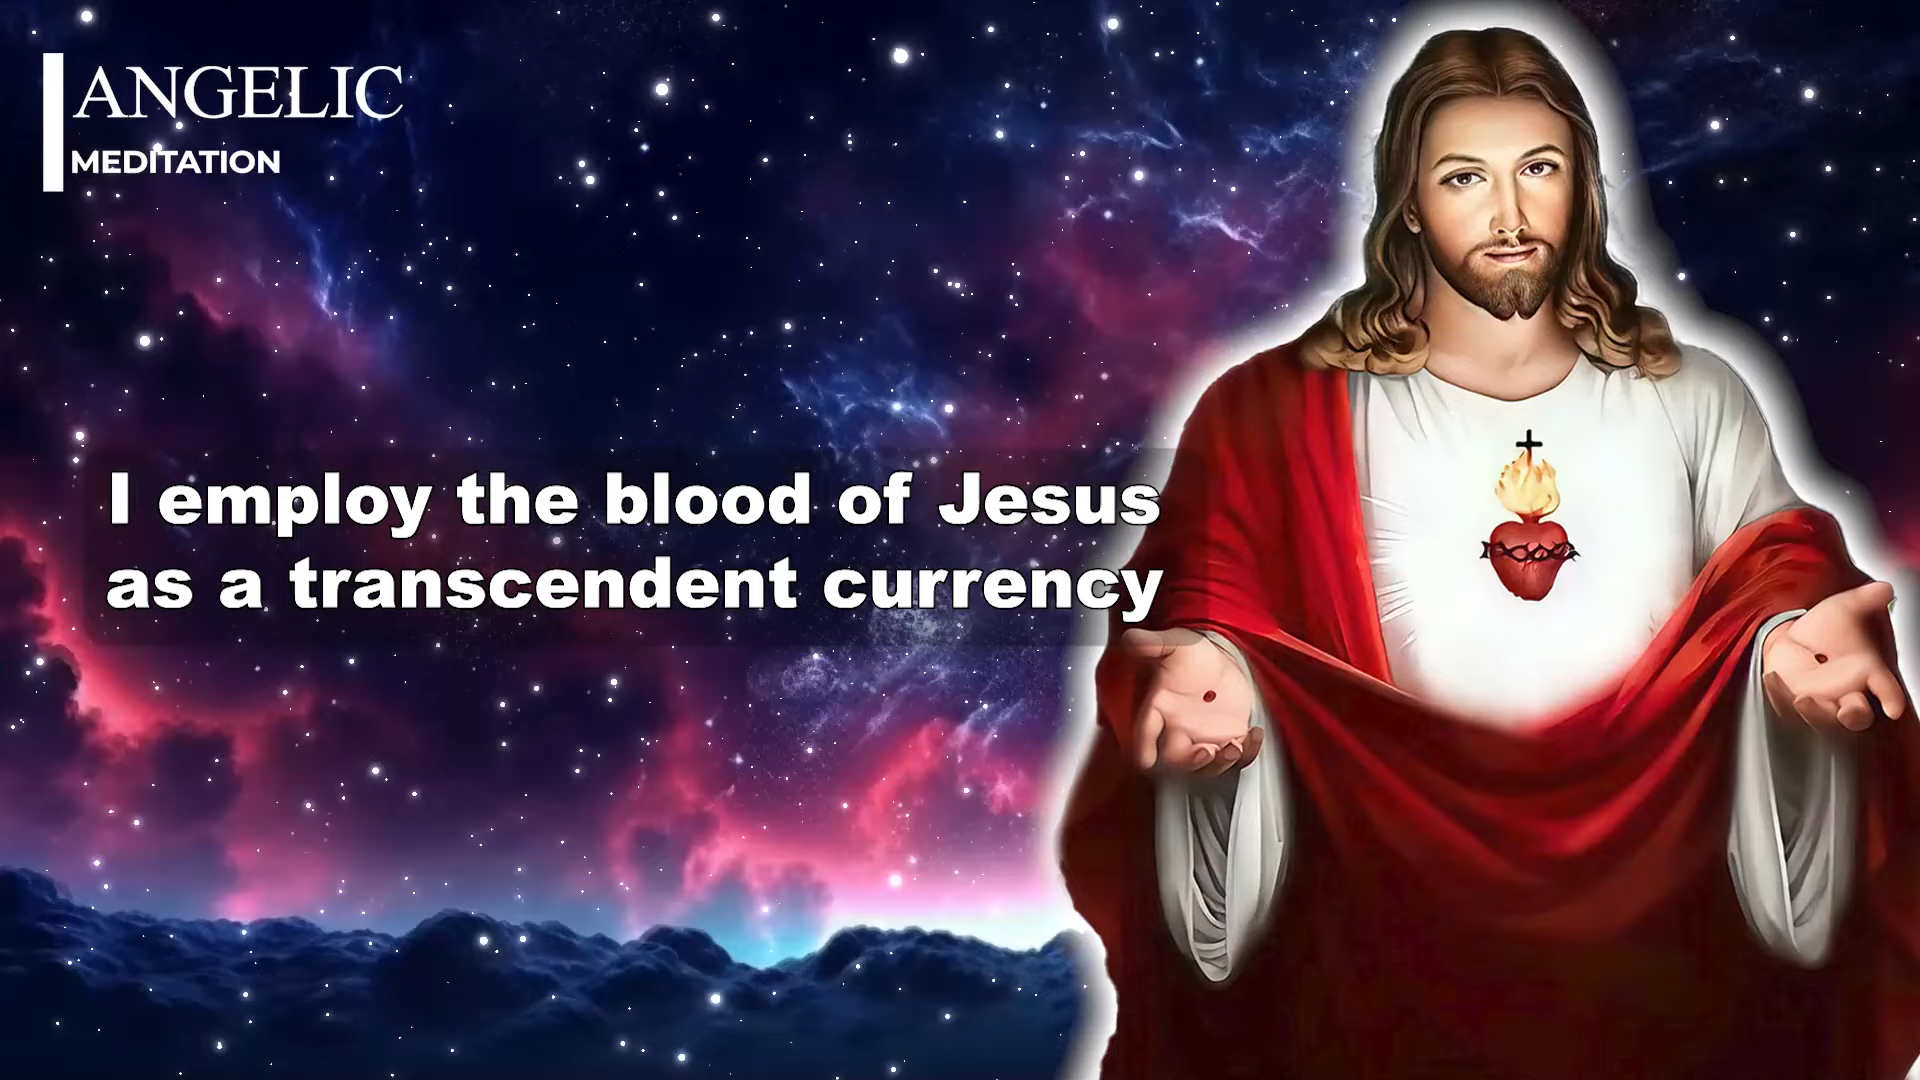 ANGELIC
MEDITATION
I employ the blood of Jesus
as a transcendent currency